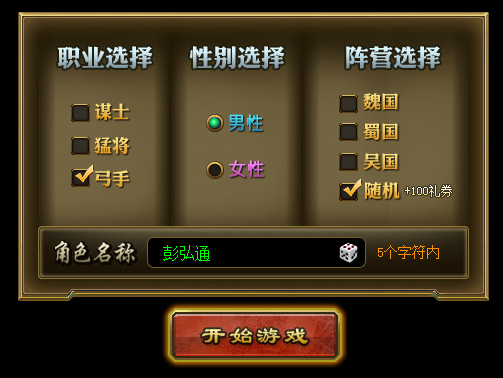 职业选择 性别选择 阵营选择
谋士
猛将
弓手
男性
女性
魏国
蜀国
吴国
随机 +100礼券
角色名称 彭弘通 5个字符内
开始游戏